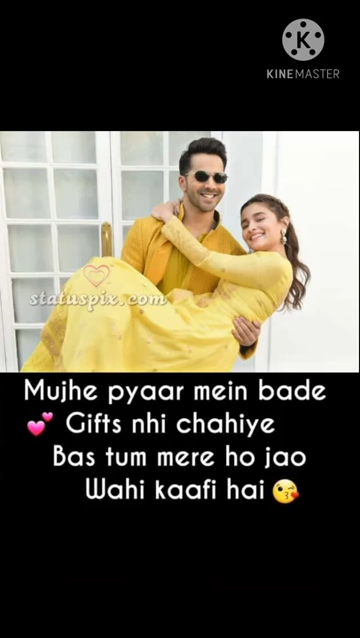 K
KINEMASTER
statuspix.com
Mujhe pyaar mein bade
💕 Gifts nhi chahiye
Bas tum mere ho jao
Wahi kaafi hai 😘